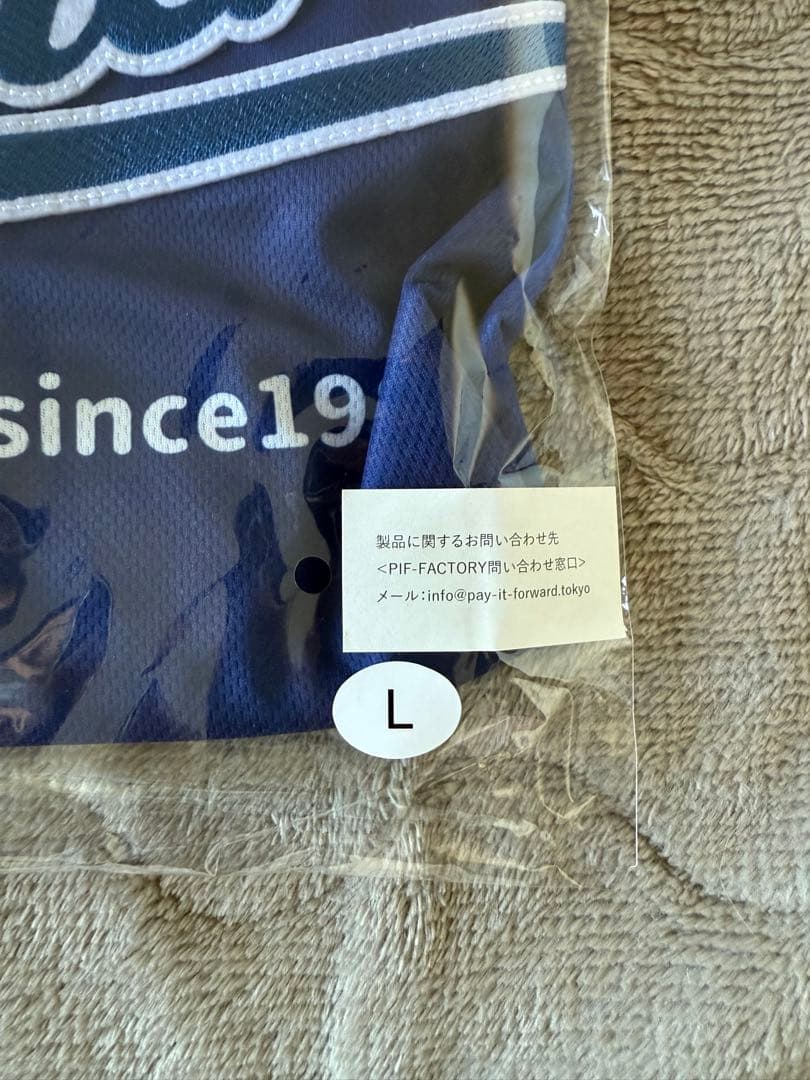 since19
製品に関するお問い合わせ先
<PIF-FACTORY問い合わせ窓口>
メール：info@pay-it-forward.tokyo
L